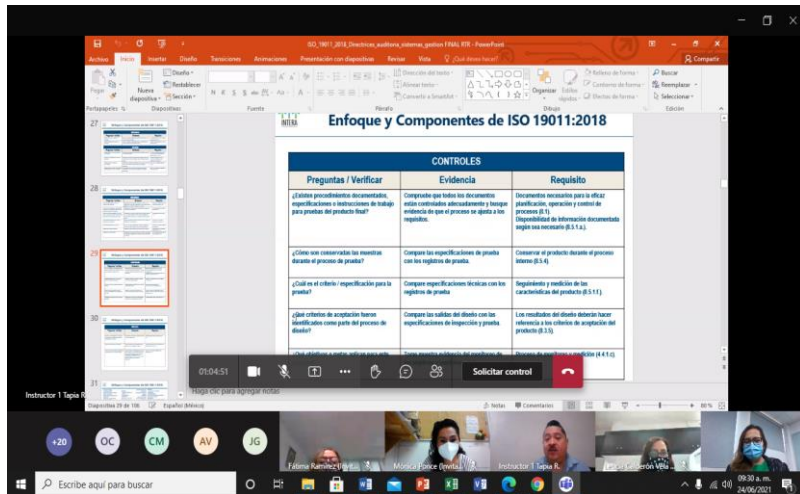 ISO_19011_2018_Directrices_auditoria_sistemas_gestion FINAL RTR - PowerPoint
Archivo Inicio Insertar Diseño Transiciones Animaciones Presentación con diapositivas Revisar Vista ¿Qué desea hacer? Compartir
Pegar
Nueva diapositiva
Diseño
Restablecer
Sección
Dirección del texto
Alinear texto
Convertir a SmartArt
Organizar
Estilos rápidos
Relleno de forma
Contorno de forma
Efectos de forma
Buscar
Reemplazar
Seleccionar
Portapapeles Diapositivas Fuente Párrafo Dibujo Edición
27
28
29
30
31
INTEKA
Enfoque y Componentes de ISO 19011:2018
CONTROLES
Preguntas / Verificar Evidencia Requisito
¿Existen procedimientos documentados, especificaciones e instrucciones de trabajo para pruebas del producto final?
Compruebe que todos los documentos están controlados adecuadamente y busque evidencia de que el proceso se ajusta a los requisitos.
Documentos necesarios para la eficaz planificación, operación y control de procesos (8.1).
Disponibilidad de información documentada según sea necesario (8.5.1.a.).
¿Cómo son conservadas las muestras durante el proceso de prueba?
Compare las especificaciones de prueba con los registros de prueba.
Conservar el producto durante el proceso interno (8.5.4).
¿Cuál es el criterio / especificación para la prueba?
Compare especificaciones técnicas con los registros de prueba
Seguimiento y medición de las características del producto (8.5.1.1).
¿Qué criterios de aceptación fueron identificados como parte del proceso de diseño?
Compare las salidas del diseño con las especificaciones de inspección y prueba.
Los resultados del diseño deberán hacer referencia a los criterios de aceptación del producto (8.3.5).
01:04:51
Solicitar control
Haga clic para agregar notas
Instructor 1 Tapia R
Diapositiva 29 de 106 Español (México) Notas Comentarios 80%
+20 OC CM AV JG
Fátima Ramírez (Invit...
Mónica Ponce (Invita...
Instructor 1 Tapia R.
Calderón Vela
Escribe aquí para buscar
09:30 a. m.
24/06/2021